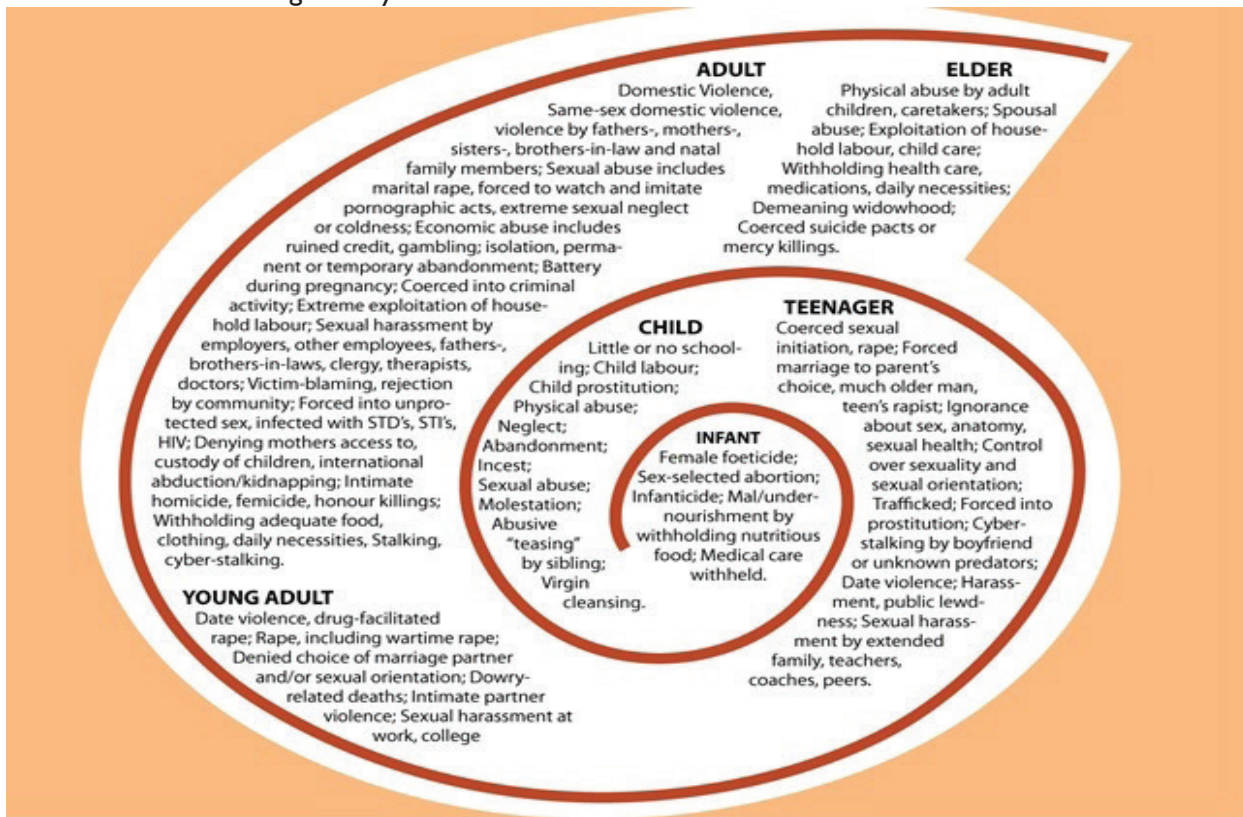 INFANT
Female foeticide;
Sex-selected abortion;
Infanticide; Mal/under-
nourishment by
withholding nutritious
food; Medical care
withheld.
CHILD
Little or no school-
ing; Child labour;
Child prostitution;
Physical abuse;
Neglect;
Abandonment;
Incest;
Sexual abuse;
Molestation;
Abusive
“teasing”
by sibling;
Virgin
cleansing.
TEENAGER
Coerced sexual
initiation, rape; Forced
marriage to parent's
choice, much older man,
teen's rapist; Ignorance
about sex, anatomy,
sexual health; Control
over sexuality and
sexual orientation;
Trafficked; Forced into
prostitution; Cyber-
stalking by boyfriend
or unknown predators;
Date violence; Harass-
ment, public lewd-
ness; Sexual harass-
ment by extended
family, teachers,
coaches, peers.
YOUNG ADULT
Date violence, drug-facilitated
rape; Rape, including wartime rape;
Denied choice of marriage partner
and/or sexual orientation; Dowry-
related deaths; Intimate partner
violence; Sexual harassment at
work, college
ADULT
Domestic Violence,
Same-sex domestic violence,
violence by fathers-, mothers-,
sisters-, brothers-in-law and natal
family members; Sexual abuse includes
marital rape, forced to watch and imitate
pornographic acts, extreme sexual neglect
or coldness; Economic abuse includes
ruined credit, gambling; isolation, perma-
nent or temporary abandonment; Battery
during pregnancy; Coerced into criminal
activity; Extreme exploitation of house-
hold labour; Sexual harassment by
employers, other employees, fathers-,
brothers-in-laws, clergy, therapists,
doctors; Victim-blaming, rejection
by community; Forced into unpro-
tected sex, infected with STD's, STI's,
HIV; Denying mothers access to,
custody of children, international
abduction/kidnapping; Intimate
homicide, femicide, honour killings;
Withholding adequate food,
clothing, daily necessities, Stalking,
cyber-stalking.
ELDER
Physical abuse by adult
children, caretakers; Spousal
abuse; Exploitation of house-
hold labour, child care;
Withholding health care,
medications, daily necessities;
Demeaning widowhood;
Coerced suicide pacts or
mercy killings.